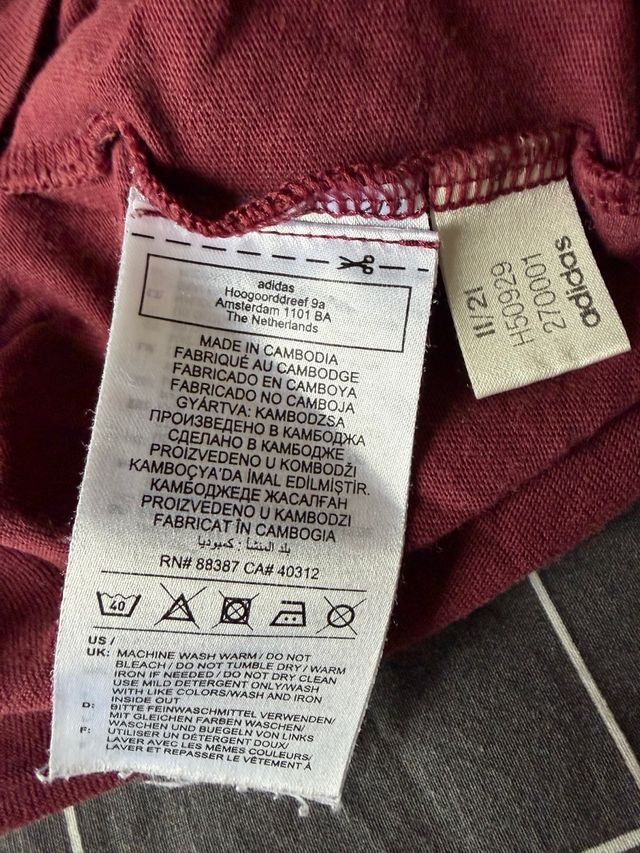 adidas
Hoogoorddreef 9a
Amsterdam 1101 BA
The Netherlands
MADE IN CAMBODIA
FABRIQUÉ AU CAMBODGE
FABRICADO EN CAMBOYA
FABRICADO NO CAMBOJA
GYÁRTVA: KAMBODZSA
ПРОИЗВЕДЕНО В КАМБОДЖА
СДЕЛАНО В КАМБОДЖЕ
PROIZVEDENO U KOMBODŽI
KAMBOÇYA'DA İMAL EDİLMİŞTİR.
КАМБОДЖЕДЕ ЖАСАЛҒАН
PROIZVEDENO U KAMBODZI
FABRICAT ÎN CAMBOGIA
بلد المنشأ : كمبوديا
RN# 88387 CA# 40312
40
US /
UK: MACHINE WASH WARM / DO NOT
BLEACH / DO NOT TUMBLE DRY / WARM
IRON IF NEEDED / DO NOT DRY CLEAN
USE MILD DETERGENT ONLY/WASH
WITH LIKE COLORS/WASH AND IRON
INSIDE OUT
D: BITTE FEINWASCHMITTEL VERWENDEN/
MIT GLEICHEN FARBEN WASCHEN/
WASCHEN UND BUEGELN VON LINKS
F: UTILISER UN DÉTERGENT DOUX/
LAVER AVEC LES MÊMES COULEURS/
LAVER ET REPASSER LE VÊTEMENT À
11/21
H50929
270001
adidas